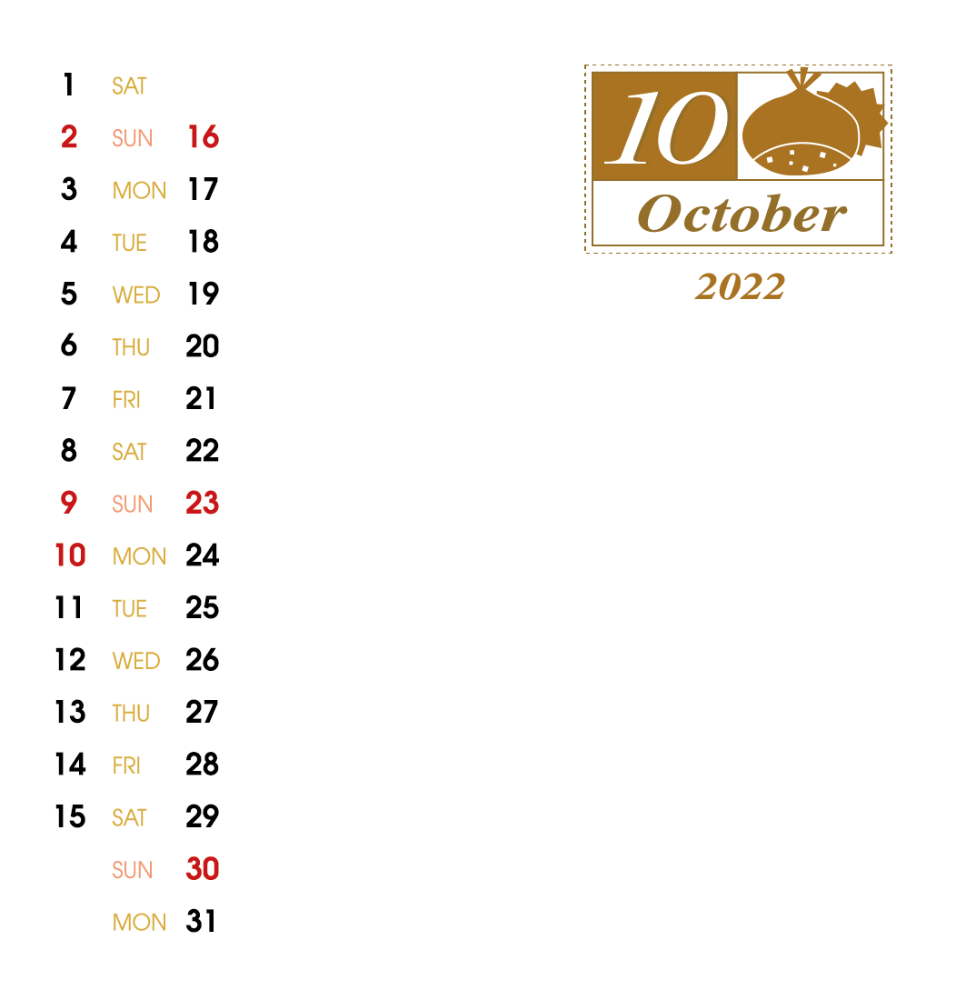 1 SAT
2 SUN 16
3 MON 17
4 TUE 18
5 WED 19
6 THU 20
7 FRI 21
8 SAT 22
9 SUN 23
10 MON 24
11 TUE 25
12 WED 26
13 THU 27
14 FRI 28
15 SAT 29
SUN 30
MON 31
10
October
2022